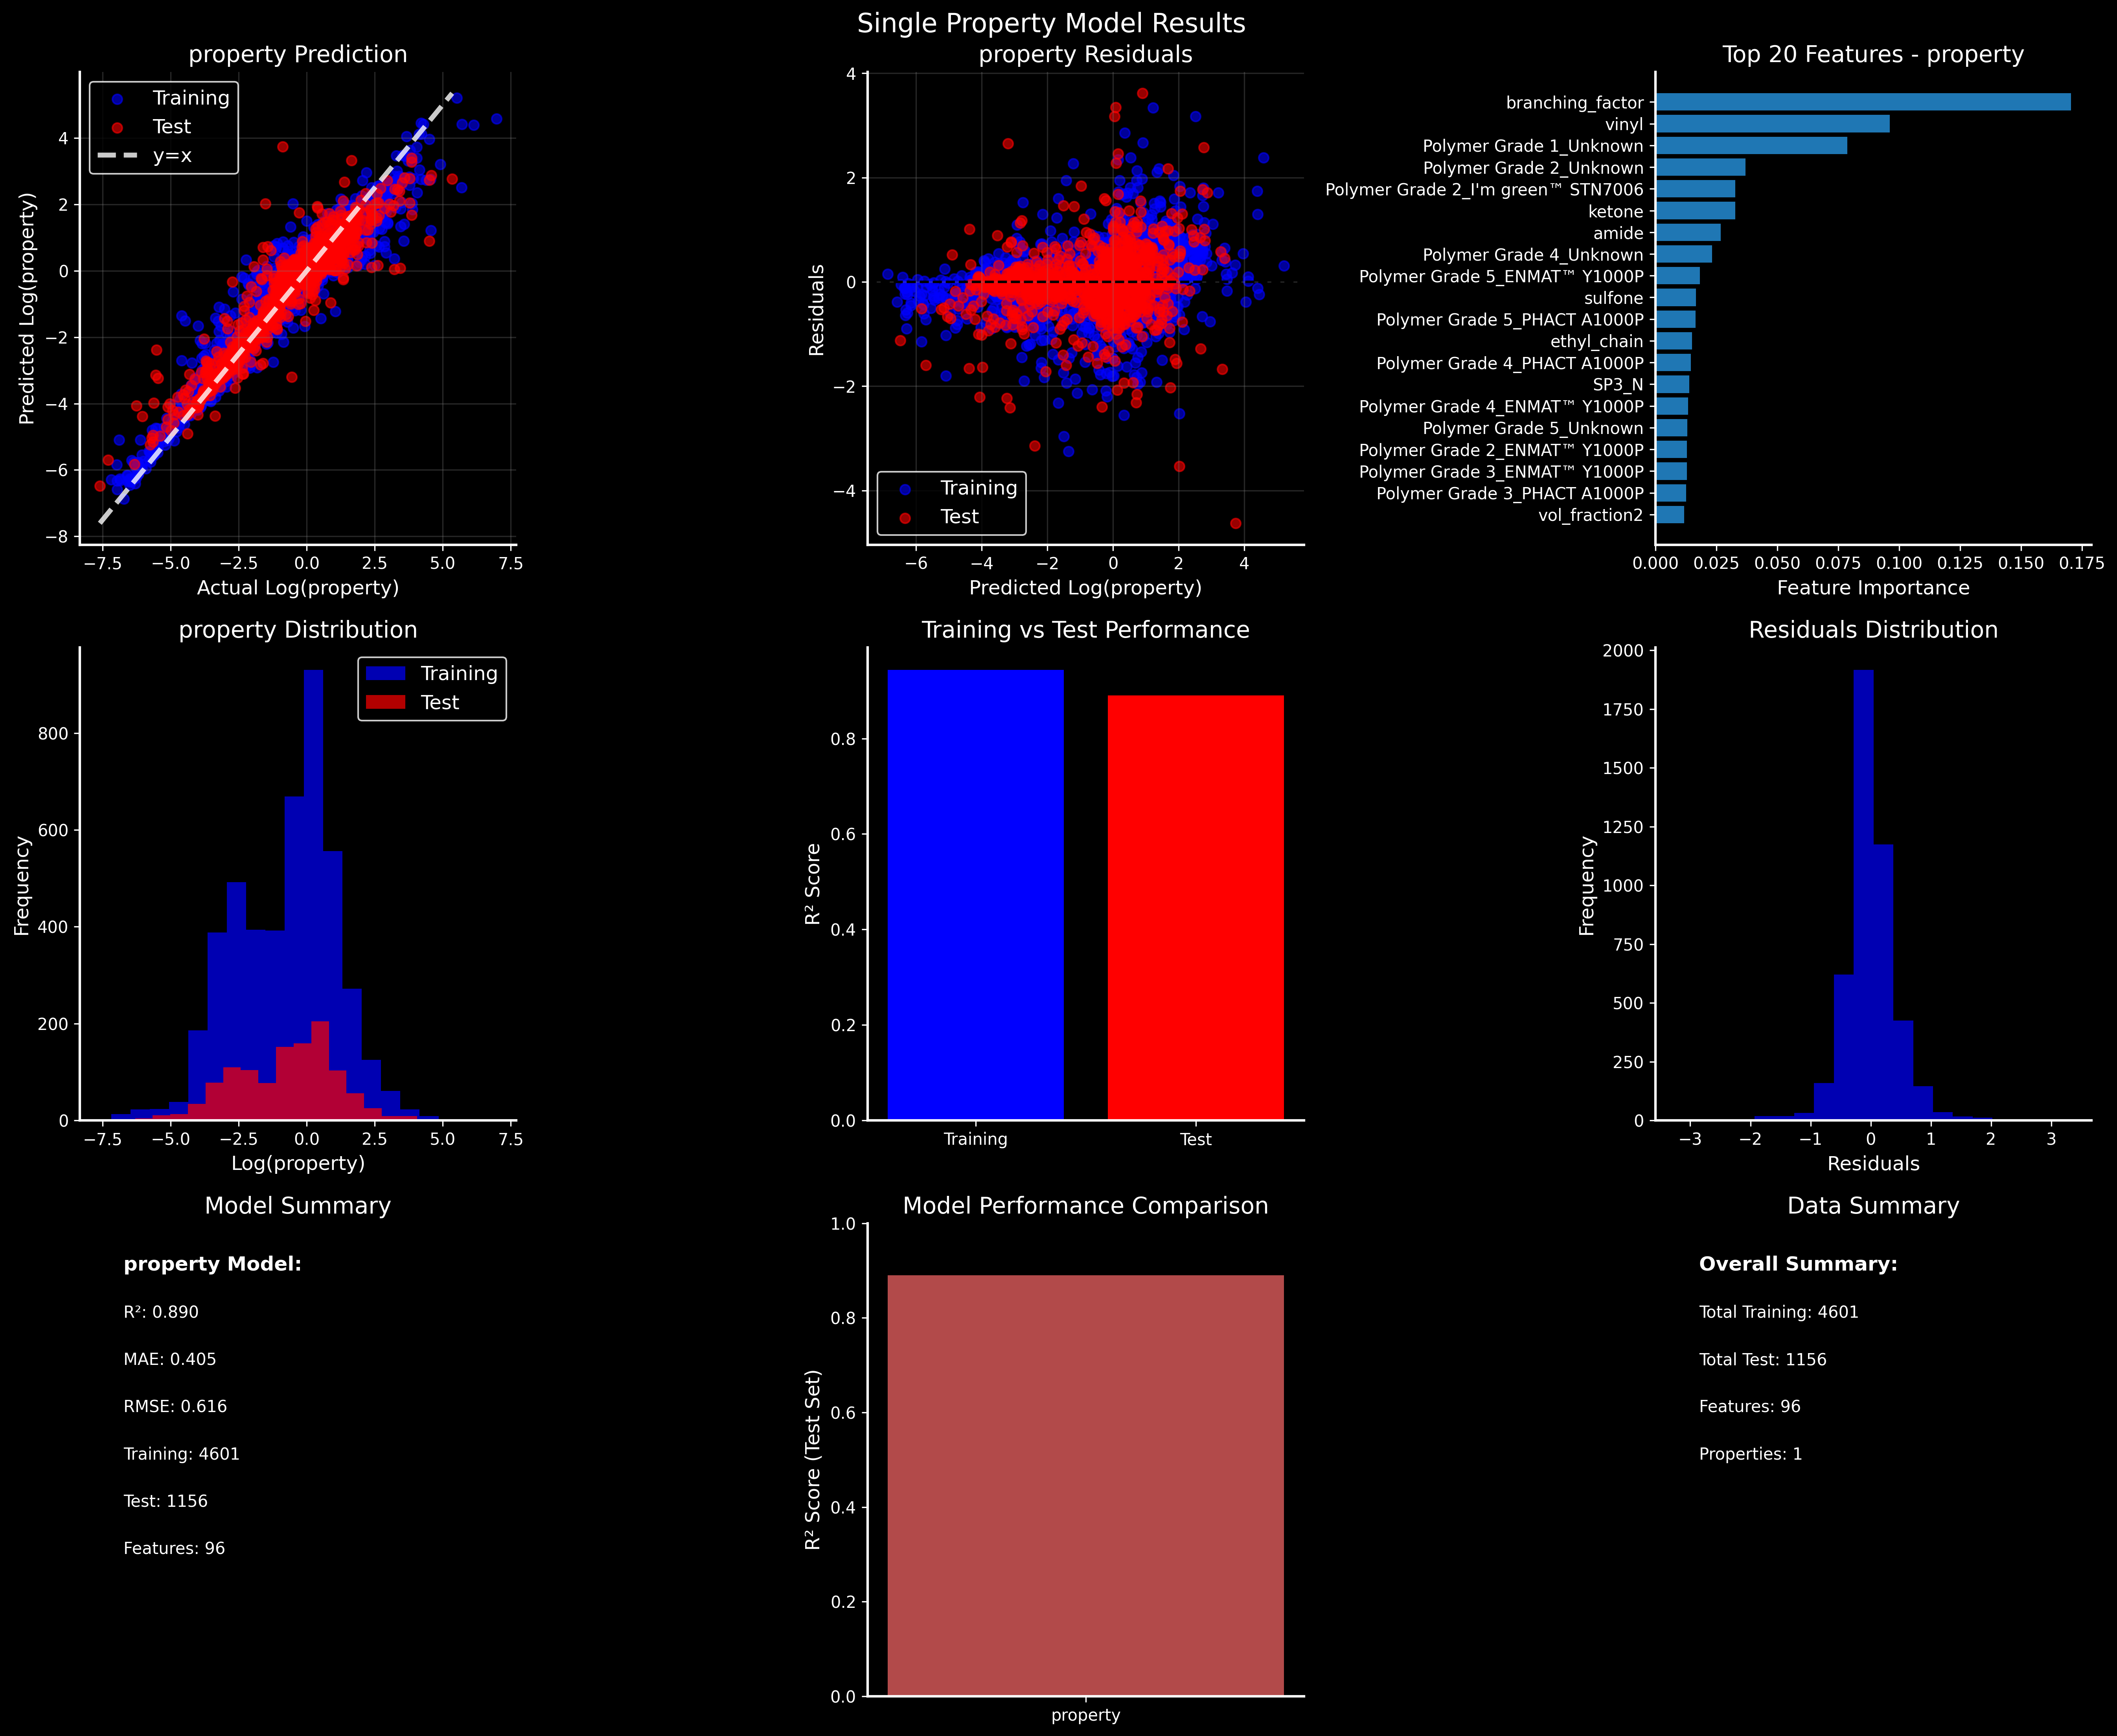 Single Property Model Results
property Prediction
Training
Test
y=x
4
2
0
−2
−4
−6
−8
Predicted Log(property)
−7.5
−5.0
−2.5
0.0
2.5
5.0
7.5
Actual Log(property)
property Residuals
4
2
0
−2
−4
Residuals
Training
Test
−6
−4
−2
0
2
4
Predicted Log(property)
Top 20 Features - property
branching_factor
vinyl
Polymer Grade 1_Unknown
Polymer Grade 2_Unknown
Polymer Grade 2_I'm green™ STN7006
ketone
amide
Polymer Grade 4_Unknown
Polymer Grade 5_ENMAT™ Y1000P
sulfone
Polymer Grade 5_PHACT A1000P
ethyl_chain
Polymer Grade 4_PHACT A1000P
SP3_N
Polymer Grade 4_ENMAT™ Y1000P
Polymer Grade 5_Unknown
Polymer Grade 2_ENMAT™ Y1000P
Polymer Grade 3_ENMAT™ Y1000P
Polymer Grade 3_PHACT A1000P
vol_fraction2
0.000
0.025
0.050
0.075
0.100
0.125
0.150
0.175
Feature Importance
property Distribution
Training
Test
800
600
400
200
0
Frequency
−7.5
−5.0
−2.5
0.0
2.5
5.0
7.5
Log(property)
Training vs Test Performance
0.8
0.6
0.4
0.2
0.0
R² Score
Training
Test
Residuals Distribution
2000
1750
1500
1250
1000
750
500
250
0
Frequency
−3
−2
−1
0
1
2
3
Residuals
Model Summary
property Model:
R²: 0.890
MAE: 0.405
RMSE: 0.616
Training: 4601
Test: 1156
Features: 96
Model Performance Comparison
1.0
0.8
0.6
0.4
0.2
0.0
R² Score (Test Set)
property
Data Summary
Overall Summary:
Total Training: 4601
Total Test: 1156
Features: 96
Properties: 1